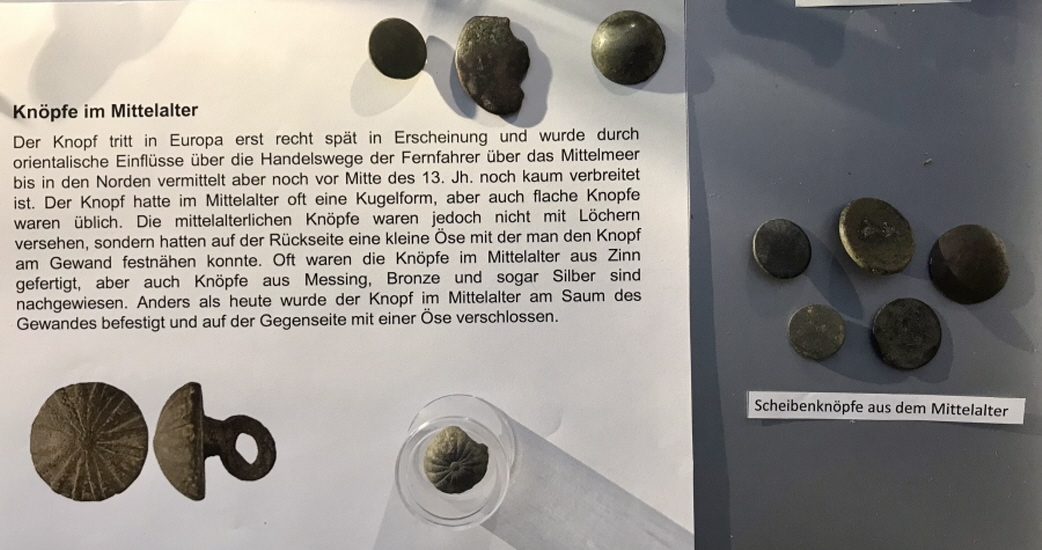 Knöpfe im Mittelalter
Der Knopf tritt in Europa erst recht spät in Erscheinung und wurde durch
orientalische Einflüsse über die Handelswege der Fernfahrer über das Mittelmeer
bis in den Norden vermittelt aber noch vor Mitte des 13. Jh. noch kaum verbreitet
ist. Der Knopf hatte im Mittelalter oft eine Kugelform, aber auch flache Knopfe
waren üblich. Die mittelalterlichen Knöpfe waren jedoch nicht mit Löchern
versehen, sondern hatten auf der Rückseite eine kleine Öse mit der man den Knopf
am Gewand festnähen konnte. Oft waren die Knöpfe im Mittelalter aus Zinn
gefertigt, aber auch Knöpfe aus Messing, Bronze und sogar Silber sind
nachgewiesen. Anders als heute wurde der Knopf im Mittelalter am Saum des
Gewandes befestigt und auf der Gegenseite mit einer Öse verschlossen.
Scheibenknöpfe aus dem Mittelalter